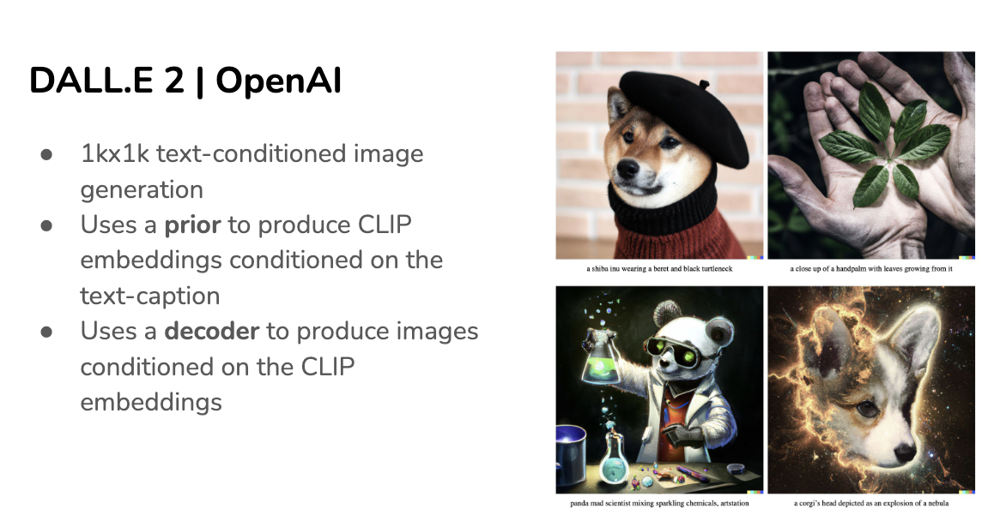 DALL.E 2 | OpenAI
● 1kx1k text-conditioned image
generation
● Uses a prior to produce CLIP
embeddings conditioned on the
text-caption
● Uses a decoder to produce images
conditioned on the CLIP
embeddings
a shiba inu wearing a beret and black turtleneck
a close up of a handpalm with leaves growing from it
panda mad scientist mixing sparkling chemicals, artstation
a corgi's head depicted as an explosion of a nebula